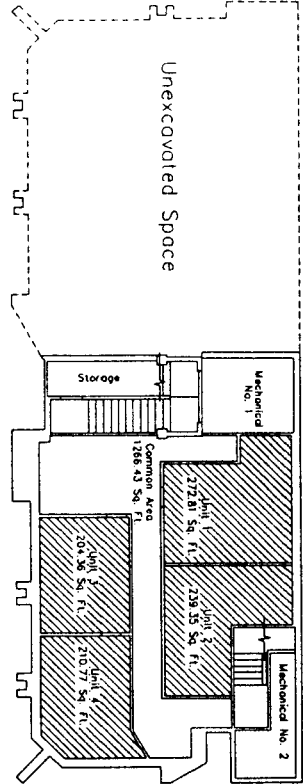 Unexcavated Space
Storage
Mechanical
No. 1
Common Area
1266.43 Sq. Ft.
Unit 1
272.81 Sq. Ft.
Unit 2
239.35 Sq. Ft.
Unit 3
204.36 Sq. Ft.
Unit 4
210.77 Sq. Ft.
Mechanical No. 2